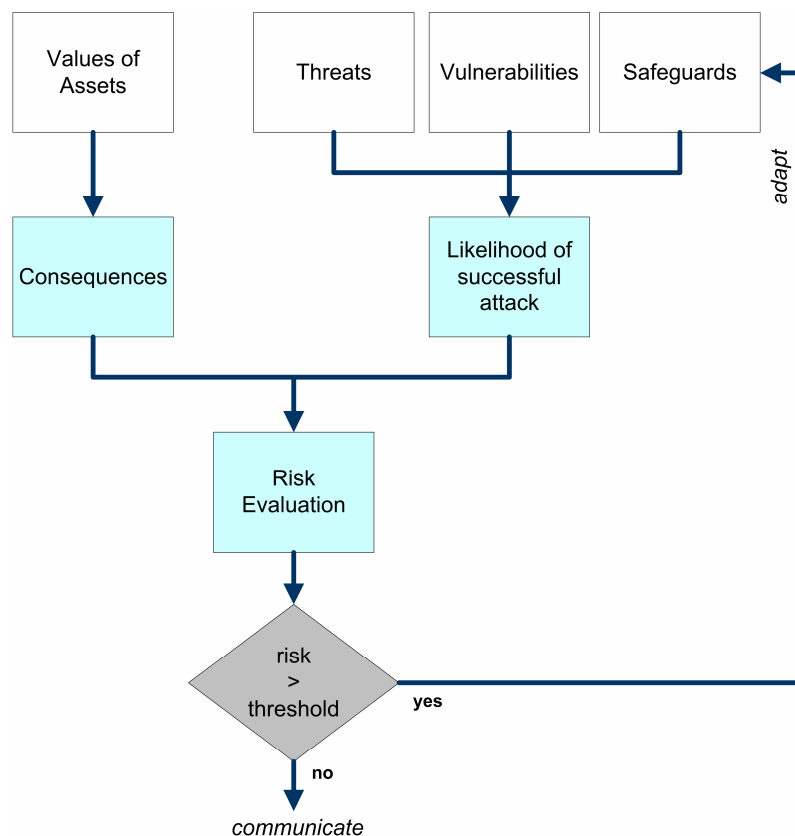 Values of
Assets
Threats
Vulnerabilities
Safeguards
adapt
Consequences
Likelihood of
successful
attack
Risk
Evaluation
risk
>
threshold
yes
no
communicate